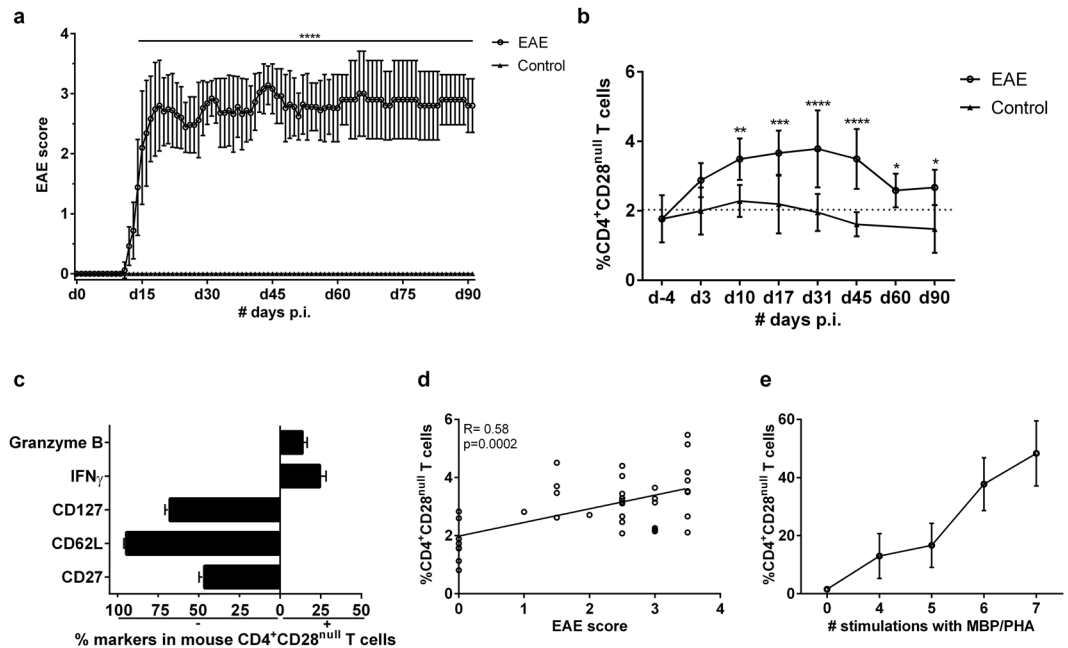 a
4
3
2
1
0
EAE score
****
EAE
Control
d0 d15 d30 d45 d60 d75 d90
# days p.i.
b
6
4
2
0
%CD4⁺CD28ⁿᵘˡˡ T cells
** *** **** **** * *
EAE
Control
d-4 d3 d10 d17 d31 d45 d60 d90
# days p.i.
c
Granzyme B
IFNγ
CD127
CD62L
CD27
100 75 50 25 0 25 50
- +
% markers in mouse CD4⁺CD28ⁿᵘˡˡ T cells
d
R= 0.58
p=0.0002
6
4
2
0
%CD4⁺CD28ⁿᵘˡˡ T cells
0 1 2 3 4
EAE score
e
60
40
20
0
%CD4⁺CD28ⁿᵘˡˡ T cells
0 4 5 6 7
# stimulations with MBP/PHA